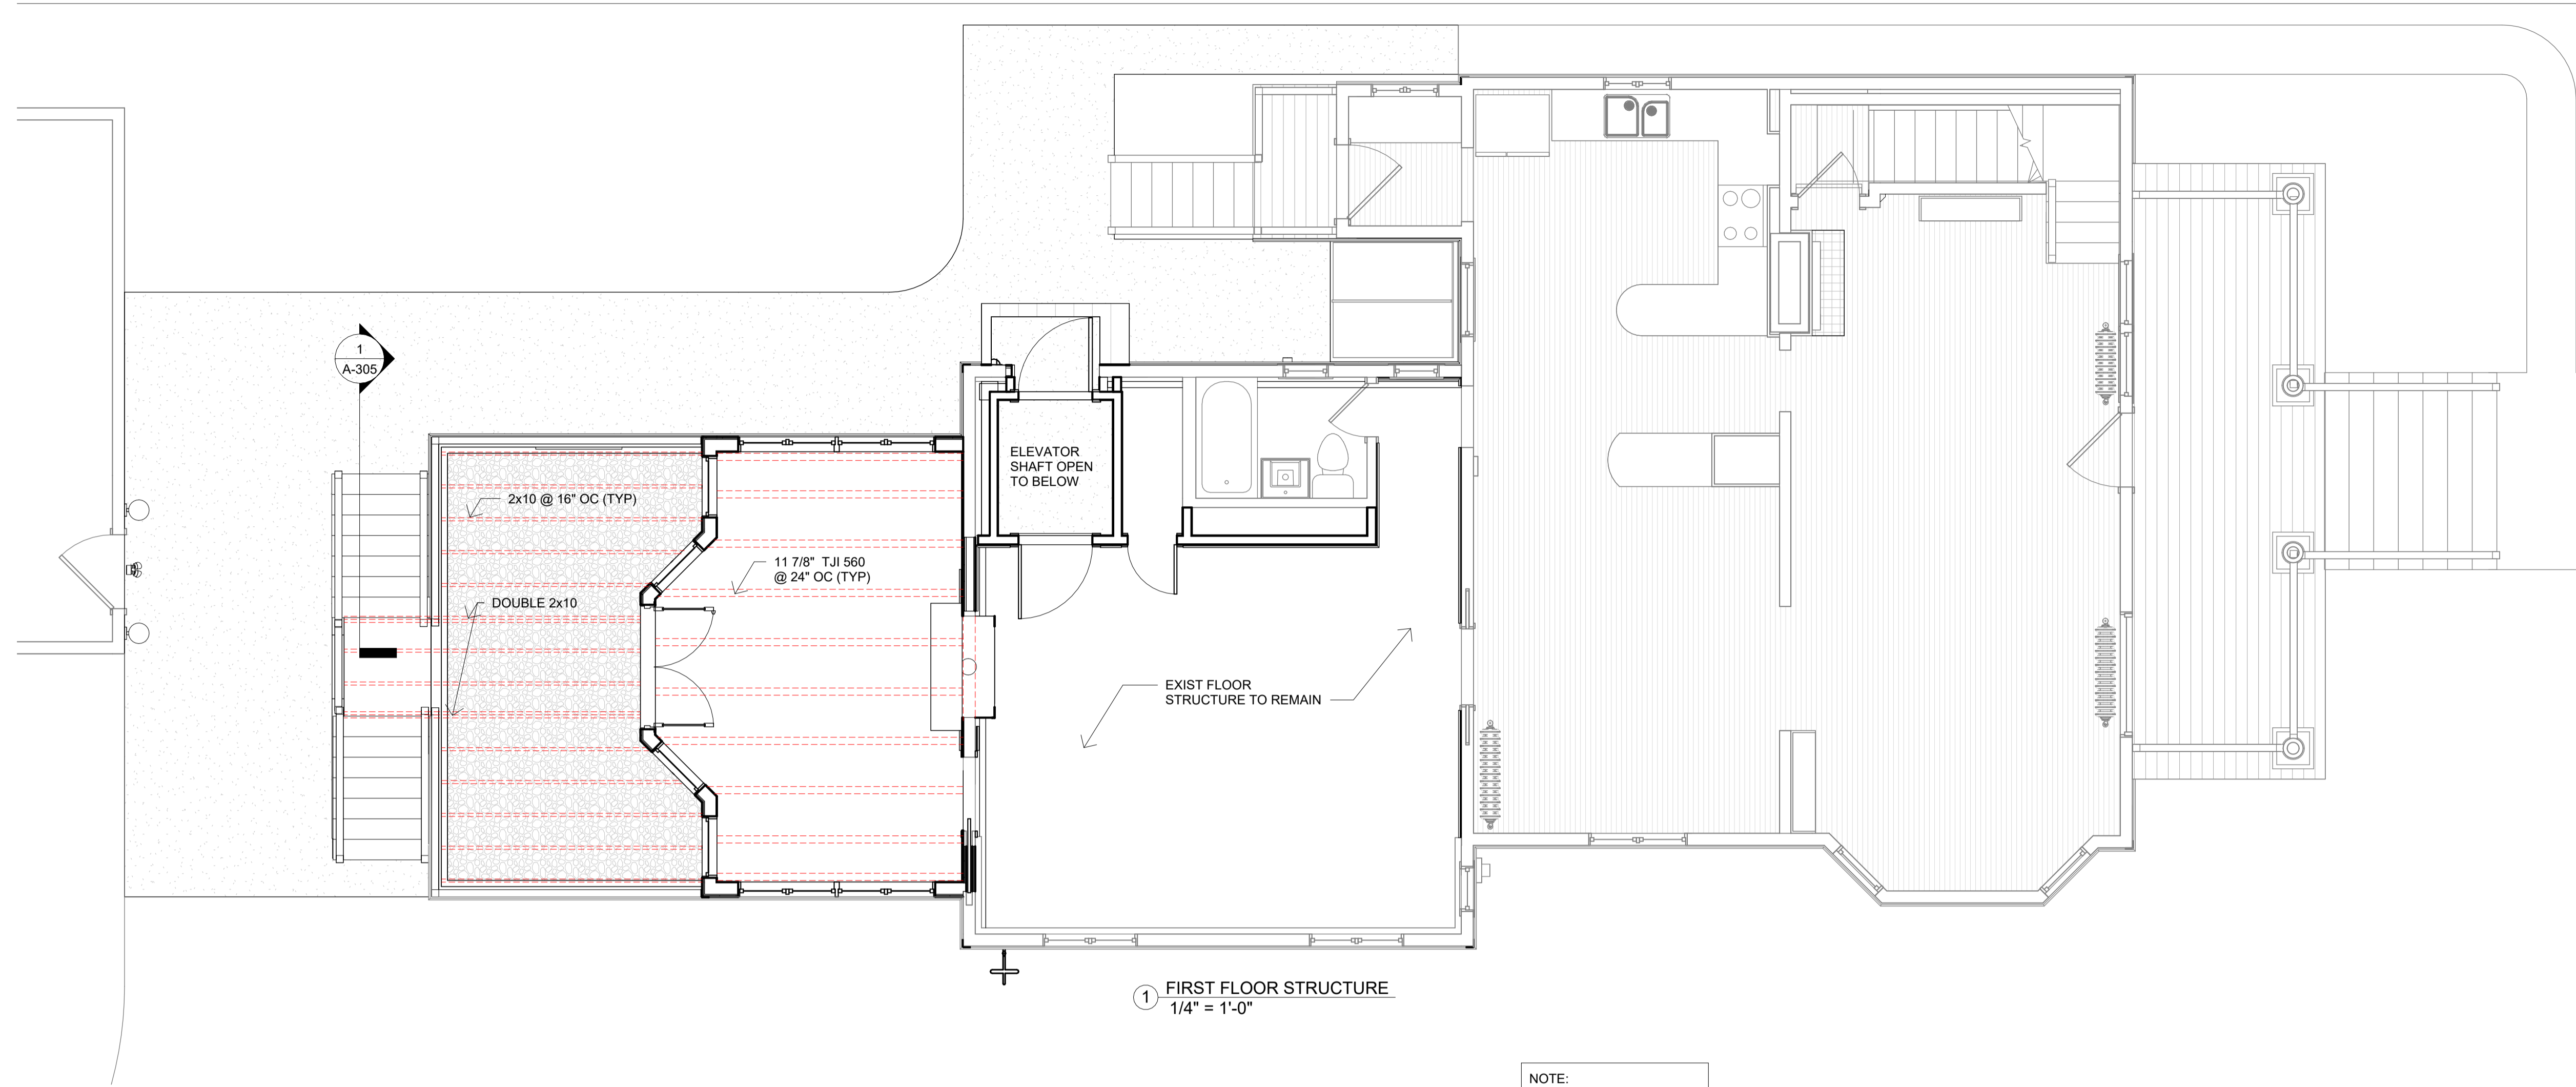 1
A-305
ELEVATOR
SHAFT OPEN
TO BELOW
2x10 @ 16" OC (TYP)
11 7/8"  TJI 560
@ 24" OC (TYP)
DOUBLE 2x10
EXIST FLOOR
STRUCTURE TO REMAIN
1 FIRST FLOOR STRUCTURE
1/4" = 1'-0"
NOTE: